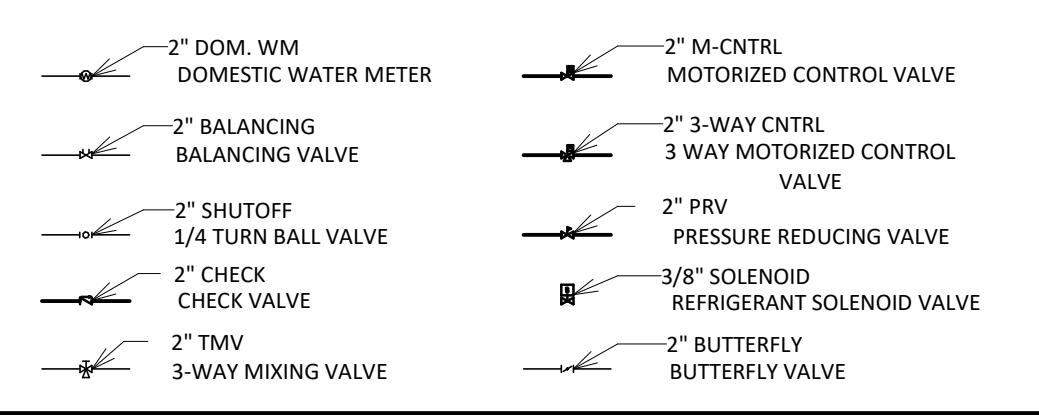 2" DOM. WM
DOMESTIC WATER METER
2" BALANCING
BALANCING VALVE
2" SHUTOFF
1/4 TURN BALL VALVE
2" CHECK
CHECK VALVE
2" TMV
3-WAY MIXING VALVE
2" M-CNTRL
MOTORIZED CONTROL VALVE
2" 3-WAY CNTRL
3 WAY MOTORIZED CONTROL
VALVE
2" PRV
PRESSURE REDUCING VALVE
3/8" SOLENOID
REFRIGERANT SOLENOID VALVE
2" BUTTERFLY
BUTTERFLY VALVE